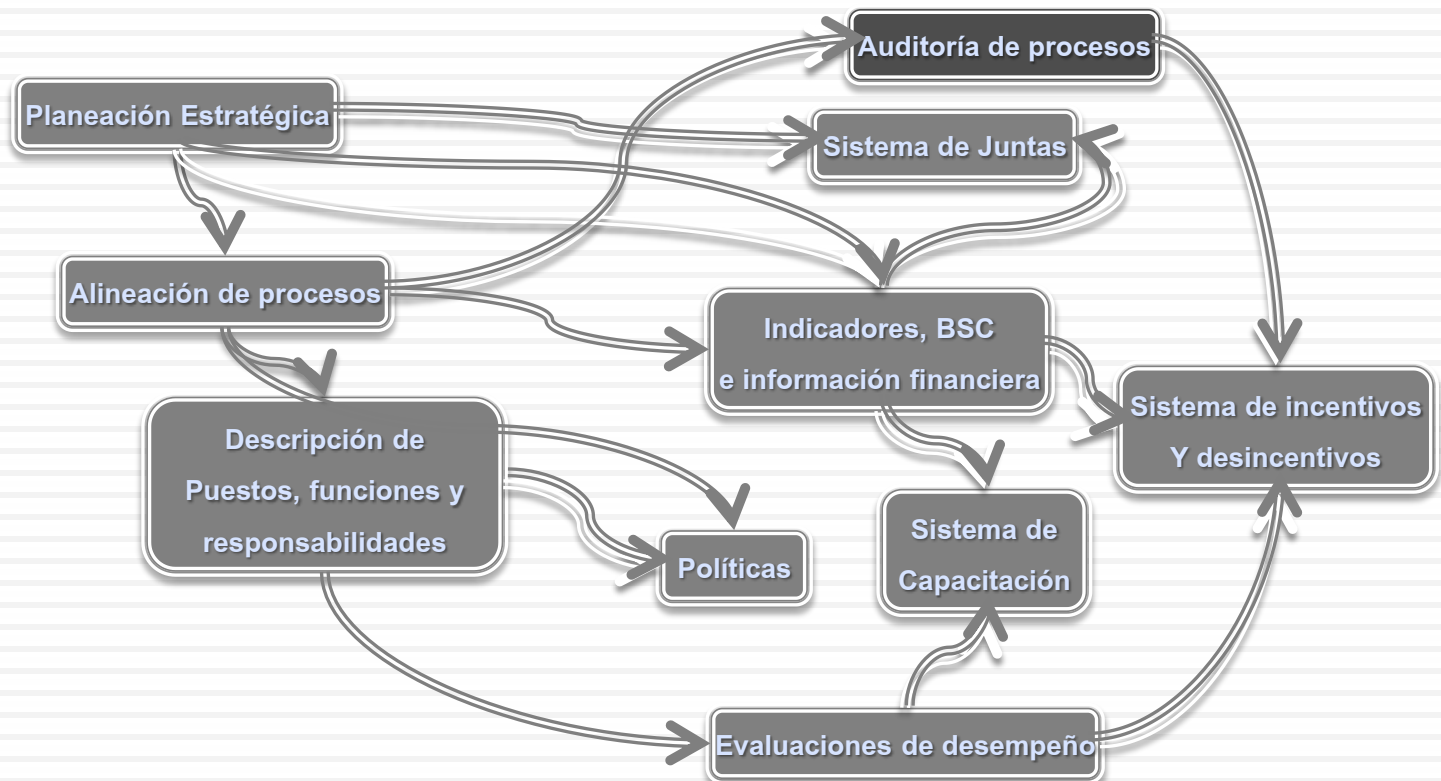 Auditoría de procesos
Planeación Estratégica
Sistema de Juntas
Alineación de procesos
Indicadores, BSC
e información financiera
Sistema de incentivos
Y desincentivos
Descripción de
Puestos, funciones y
responsabilidades
Políticas
Sistema de
Capacitación
Evaluaciones de desempeño